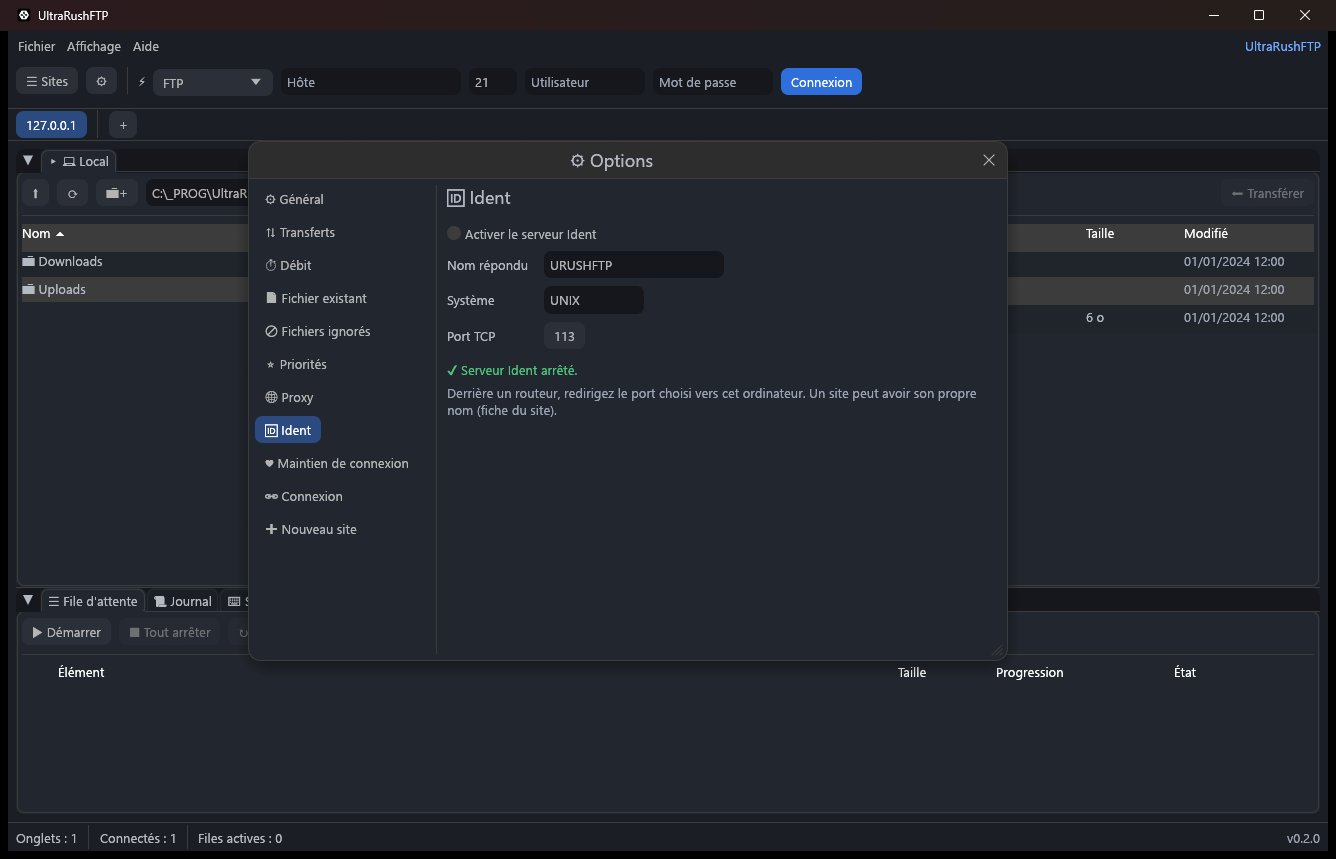 UltraRushFTP
Fichier Affichage Aide UltraRushFTP
Sites FTP Hôte 21 Utilisateur Mot de passe Connexion
127.0.0.1 +
Local
C:\_PROG\UltraR Transférer
Nom Taille Modifié
Downloads 01/01/2024 12:00
Uploads 01/01/2024 12:00
6 o 01/01/2024 12:00
Options
Général
Transferts
Débit
Fichier existant
Fichiers ignorés
Priorités
Proxy
ID Ident
Maintien de connexion
Connexion
Nouveau site
ID Ident
Activer le serveur Ident
Nom répondu URUSHFTP
Système UNIX
Port TCP 113
Serveur Ident arrêté.
Derrière un routeur, redirigez le port choisi vers cet ordinateur. Un site peut avoir son propre
nom (fiche du site).
File d'attente Journal
Démarrer Tout arrêter
Élément Taille Progression État
Onglets : 1 Connectés : 1 Files actives : 0 v0.2.0